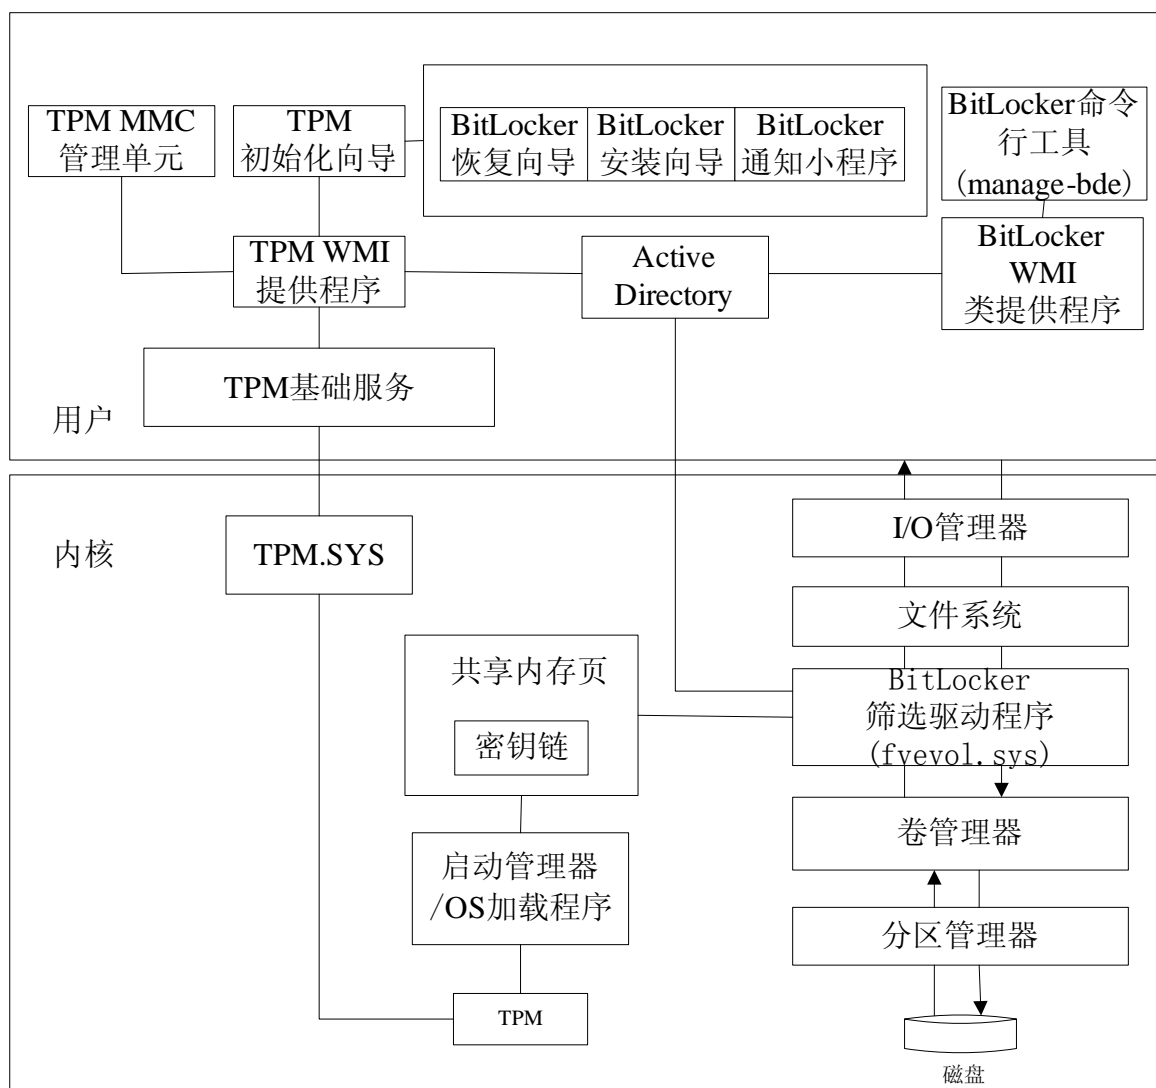 TPM MMC
管理单元
TPM
初始化向导
BitLocker
恢复向导
BitLocker
安装向导
BitLocker
通知小程序
BitLocker命令
行工具
(manage-bde)
TPM WMI
提供程序
Active
Directory
BitLocker
WMI
类提供程序
TPM基础服务
用户
内核
TPM.SYS
I/O管理器
文件系统
共享内存页
密钥链
BitLocker
筛选驱动程序
(fvevol.sys)
卷管理器
启动管理器
/OS加载程序
分区管理器
TPM
磁盘